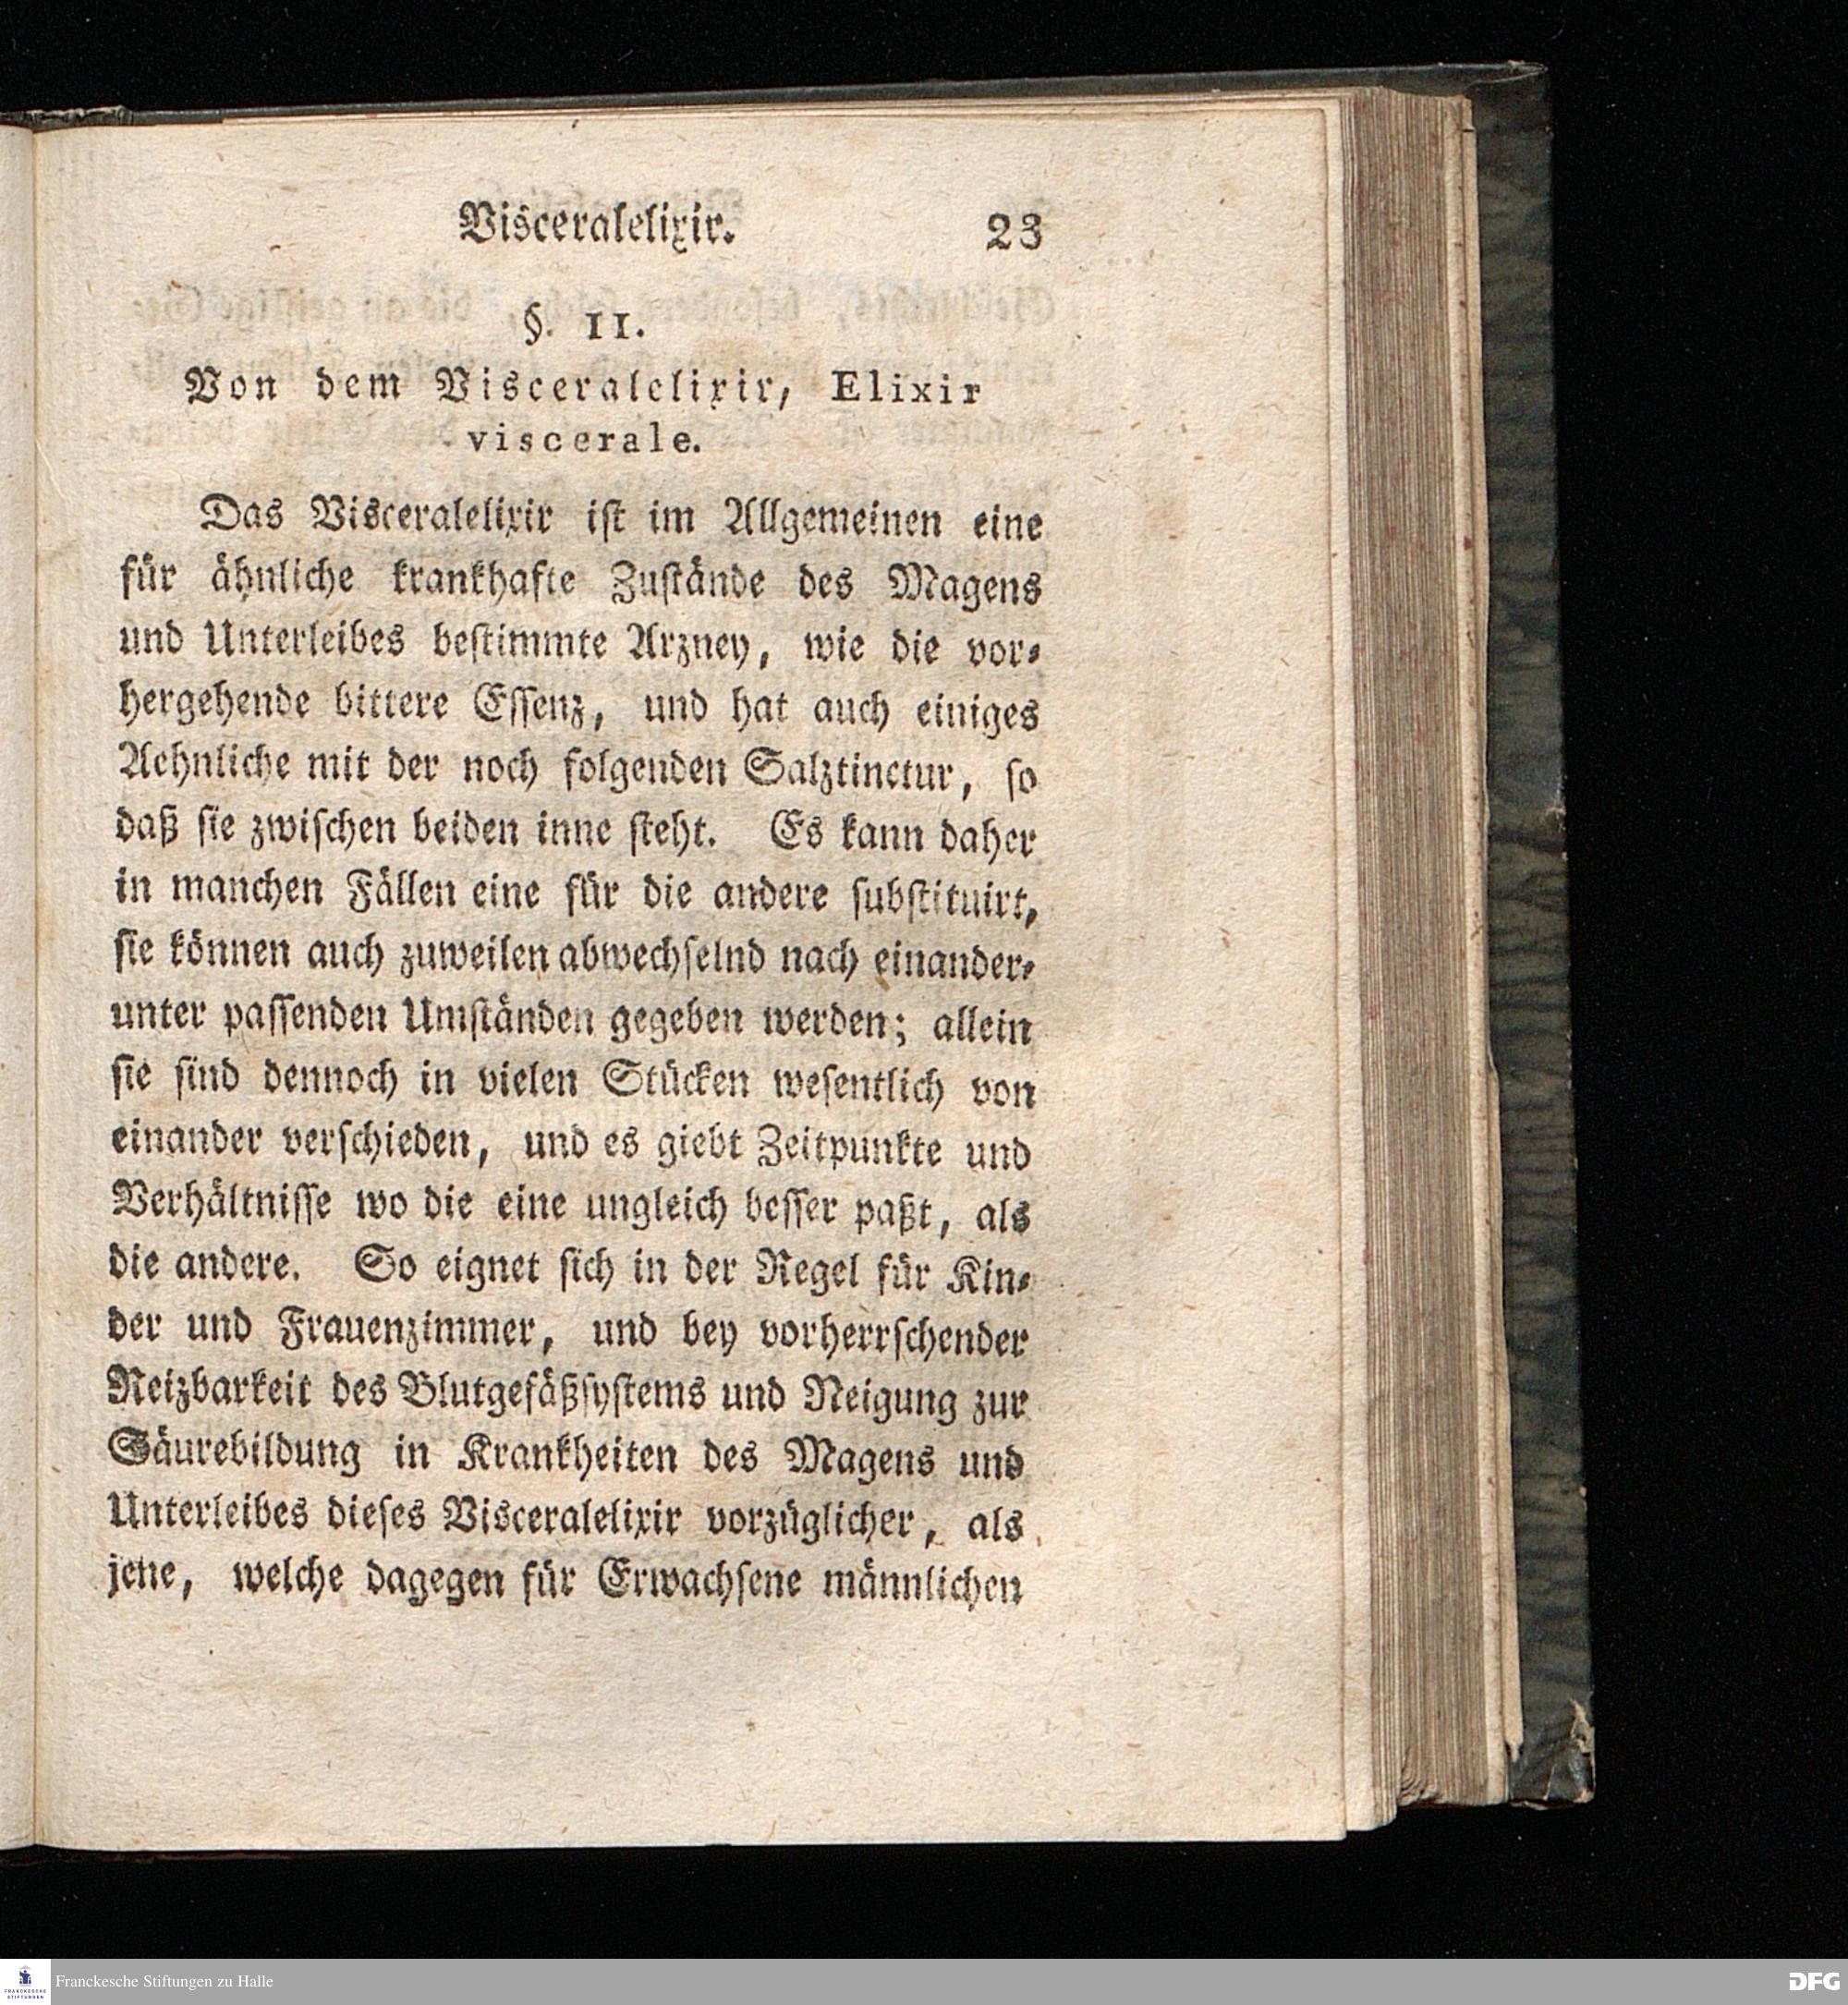 Visceralelixir. 23
§. 11.
Von dem Visceralelixir, Elixir
viscerale.
Das Visceralelixir iſt im Allgemeinen eine
für ähnliche krankhafte Zuſtände des Magens
und Unterleibes beſtimmte Arzney, wie die vor⸗
hergehende bittere Eſſenz, und hat auch einiges
Aehnliche mit der noch folgenden Salztinctur, ſo
daß ſie zwiſchen beiden inne ſteht. Es kann daher
in manchen Fällen eine für die andere ſubſtituirt,
ſie können auch zuweilen abwechſelnd nach einander⸗
unter paſſenden Umſtänden gegeben werden; allein
ſie ſind dennoch in vielen Stücken weſentlich von
einander verſchieden, und es giebt Zeitpunkte und
Verhältniſſe wo die eine ungleich beſſer paßt, als
die andere. So eignet ſich in der Regel für Kin⸗
der und Frauenzimmer, und bey vorherrſchender
Reizbarkeit des Blutgefäßſyſtems und Neigung zur
Säurebildung in Krankheiten des Magens und
Unterleibes dieſes Visceralelixir vorzüglicher, als
jene, welche dagegen für Erwachſene männlichen
FRANCKESCHE
STIFTUNGEN
Franckesche Stiftungen zu Halle
DFG